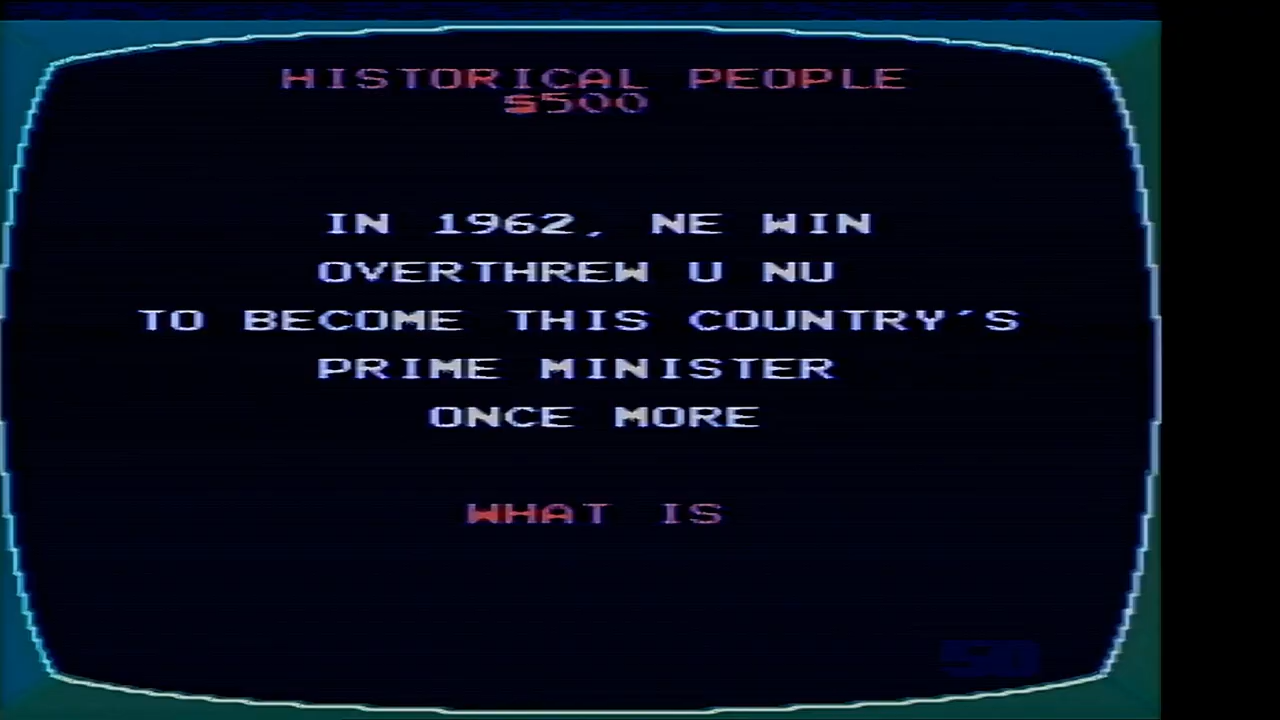 HISTORICAL PEOPLE
$500
IN 1962, NE WIN
OVERTHREW U NU
TO BECOME THIS COUNTRY'S
PRIME MINISTER
ONCE MORE
WHAT IS